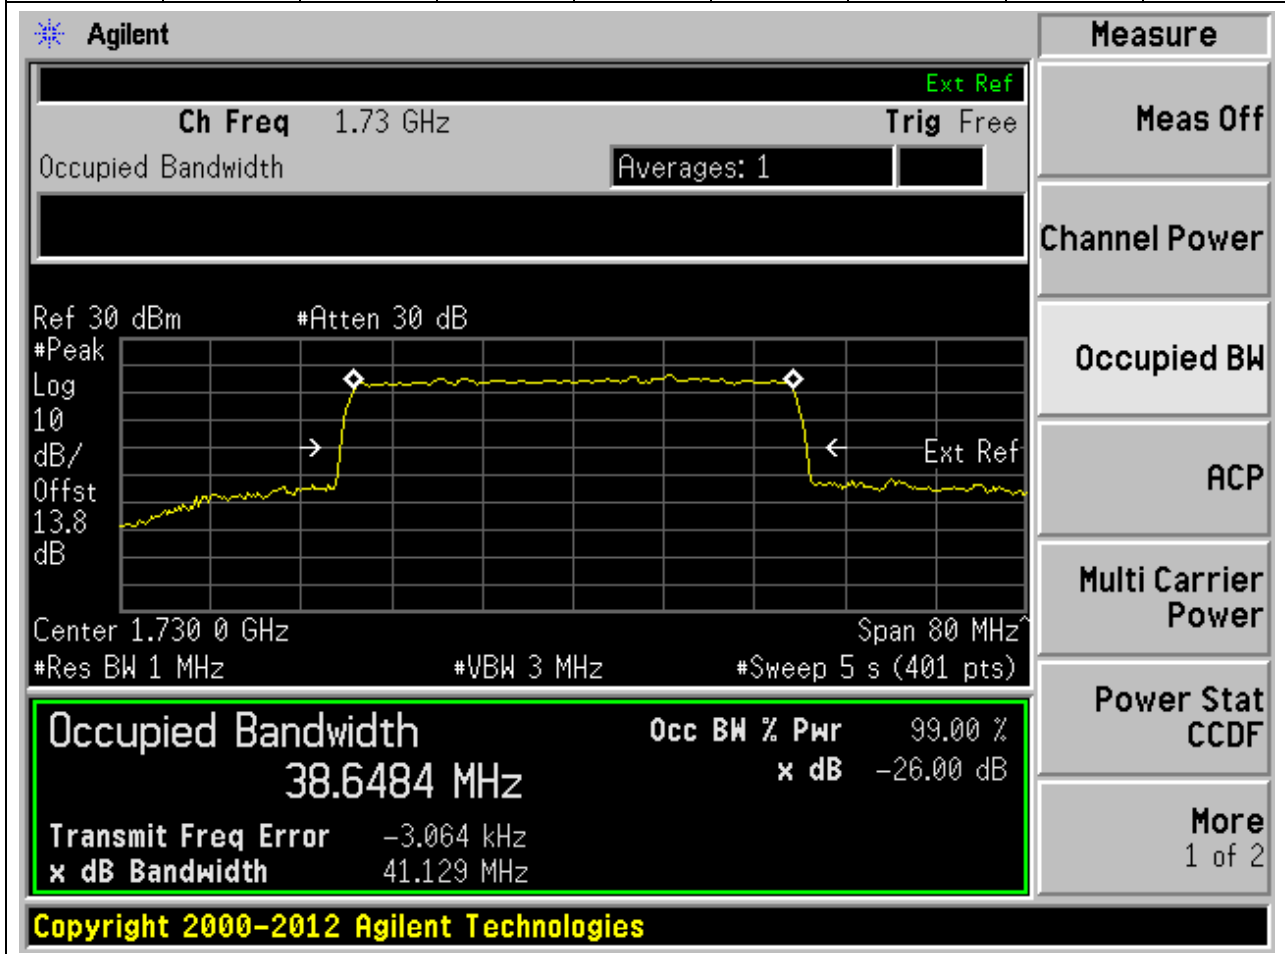 Agilent
Measure
Ext Ref
Ch Freq 1.73 GHz Trig Free
Meas Off
Occupied Bandwidth Averages: 1
Channel Power
Ref 30 dBm #Atten 30 dB
#Peak
Log
10
dB/
Offst
13.8
dB
Ext Ref
Occupied BW
ACP
Center 1.730 0 GHz Span 80 MHz^
#Res BW 1 MHz #VBW 3 MHz #Sweep 5 s (401 pts)
Multi Carrier
Power
Occupied Bandwidth Occ BW % Pwr 99.00 %
38.6484 MHz x dB -26.00 dB
Transmit Freq Error -3.064 kHz
x dB Bandwidth 41.129 MHz
Power Stat
CCDF
More
1 of 2
Copyright 2000-2012 Agilent Technologies